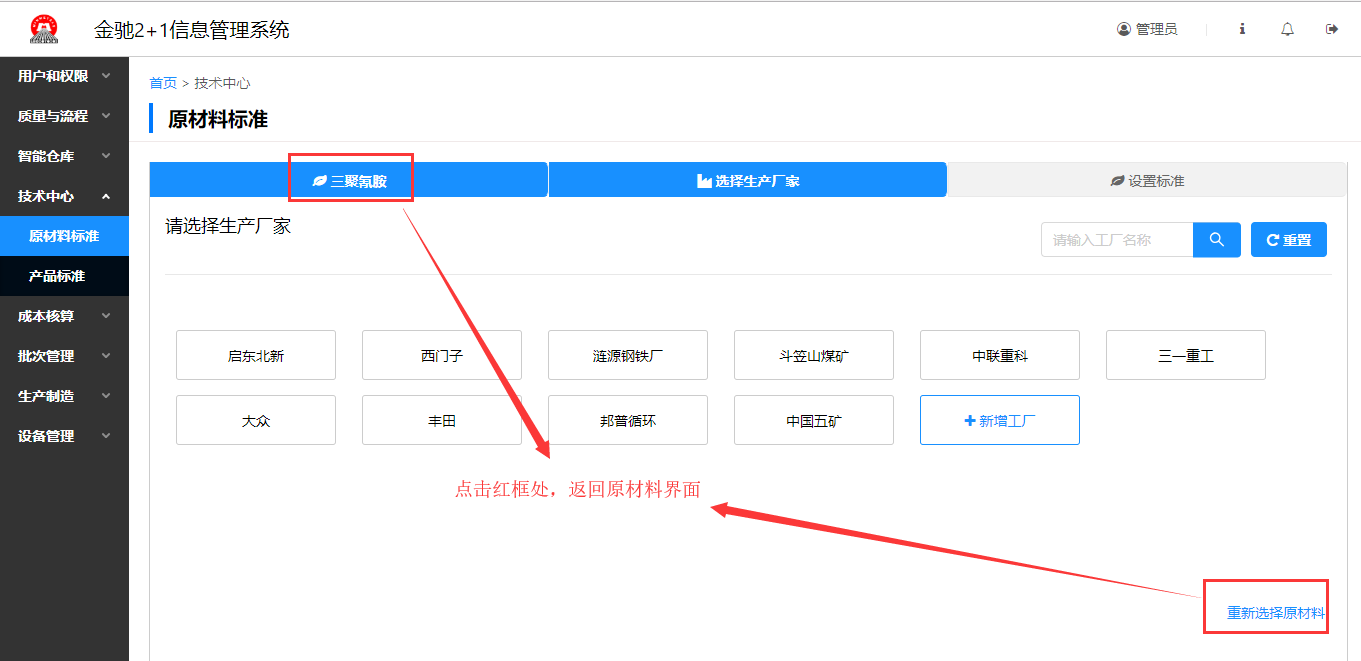 金驰2+1信息管理系统
管理员
用户和权限
质量与流程
智能仓库
技术中心
原材料标准
产品标准
成本核算
批次管理
生产制造
设备管理
首页 > 技术中心
原材料标准
三聚氰胺
选择生产厂家
设置标准
请选择生产厂家
请输入工厂名称
重置
启东北新
西门子
涟源钢铁厂
斗笠山煤矿
中联重科
三一重工
大众
丰田
邦普循环
中国五矿
新增工厂
点击红框处，返回原材料界面
重新选择原材料